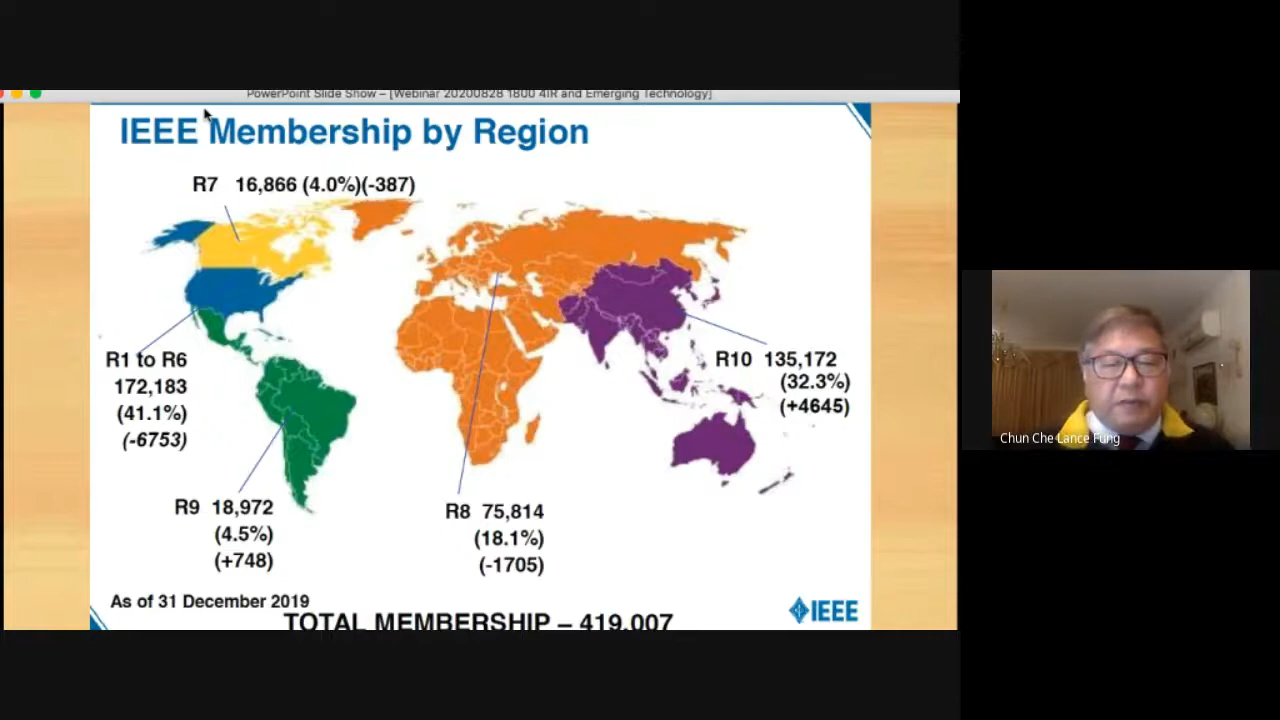 PowerPoint Slide Show – [Webinar 20200828 1800 4IR and Emerging Technology]
IEEE Membership by Region
R7 16,866 (4.0%)(-387)
R1 to R6
172,183
(41.1%)
(-6753)
R10 135,172
(32.3%)
(+4645)
R9 18,972
(4.5%)
(+748)
R8 75,814
(18.1%)
(-1705)
As of 31 December 2019
TOTAL MEMBERSHIP – 419,007
IEEE
Chun Che Lance Fung